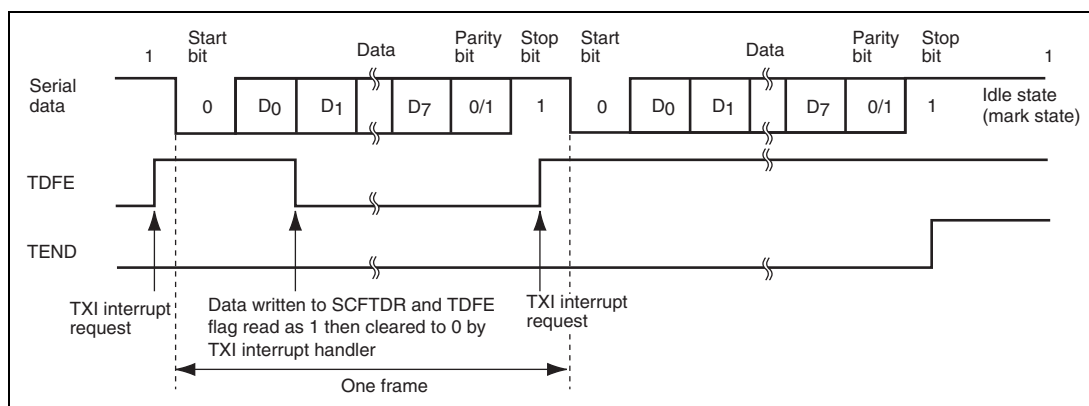 1 Start bit Data Parity bit Stop bit Start bit Data Parity bit Stop bit 1
Serial data 0 D0 D1 D7 0/1 1 0 D0 D1 D7 0/1 1 Idle state (mark state)
TDFE
TEND
TXI interrupt request
Data written to SCFTDR and TDFE
flag read as 1 then cleared to 0 by
TXI interrupt handler
TXI interrupt request
One frame